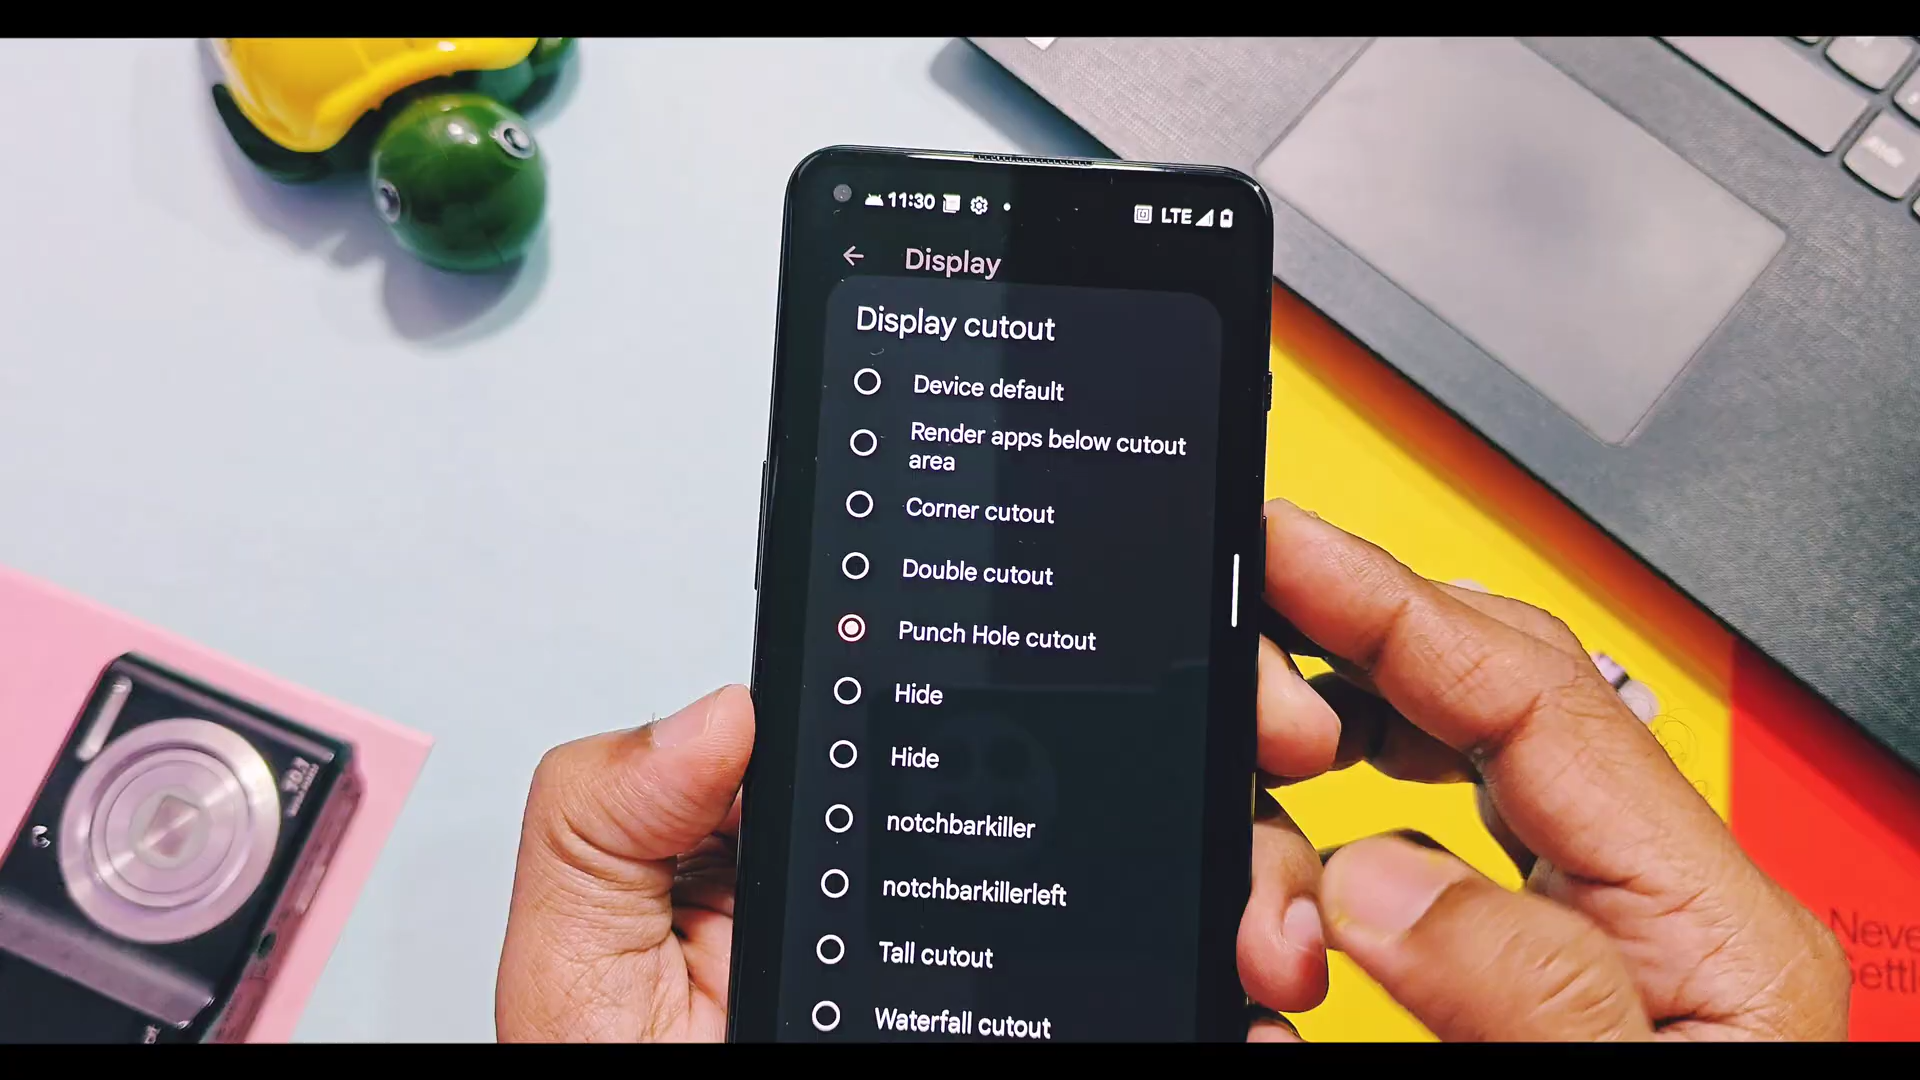 11:30
LTE
Display
Display cutout
Device default
Render apps below cutout
area
Corner cutout
Double cutout
Punch Hole cutout
Hide
Hide
notchbarkiller
notchbarkillerleft
Tall cutout
Waterfall cutout
Neve
Settl